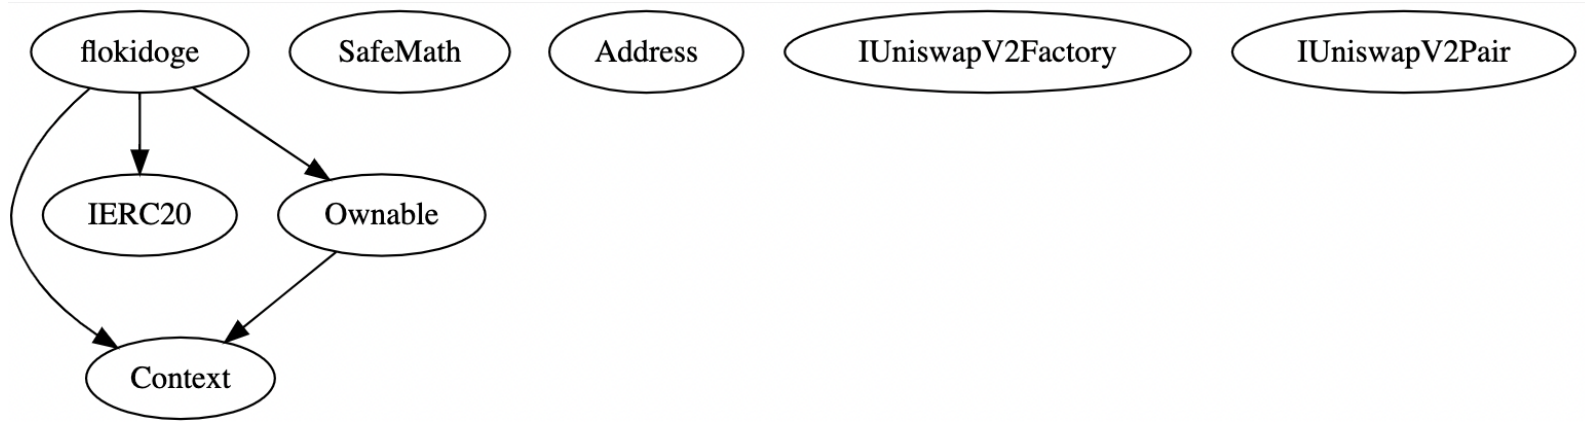 flokidoge
SafeMath
Address
IUniswapV2Factory
IUniswapV2Pair
IERC20
Ownable
Context